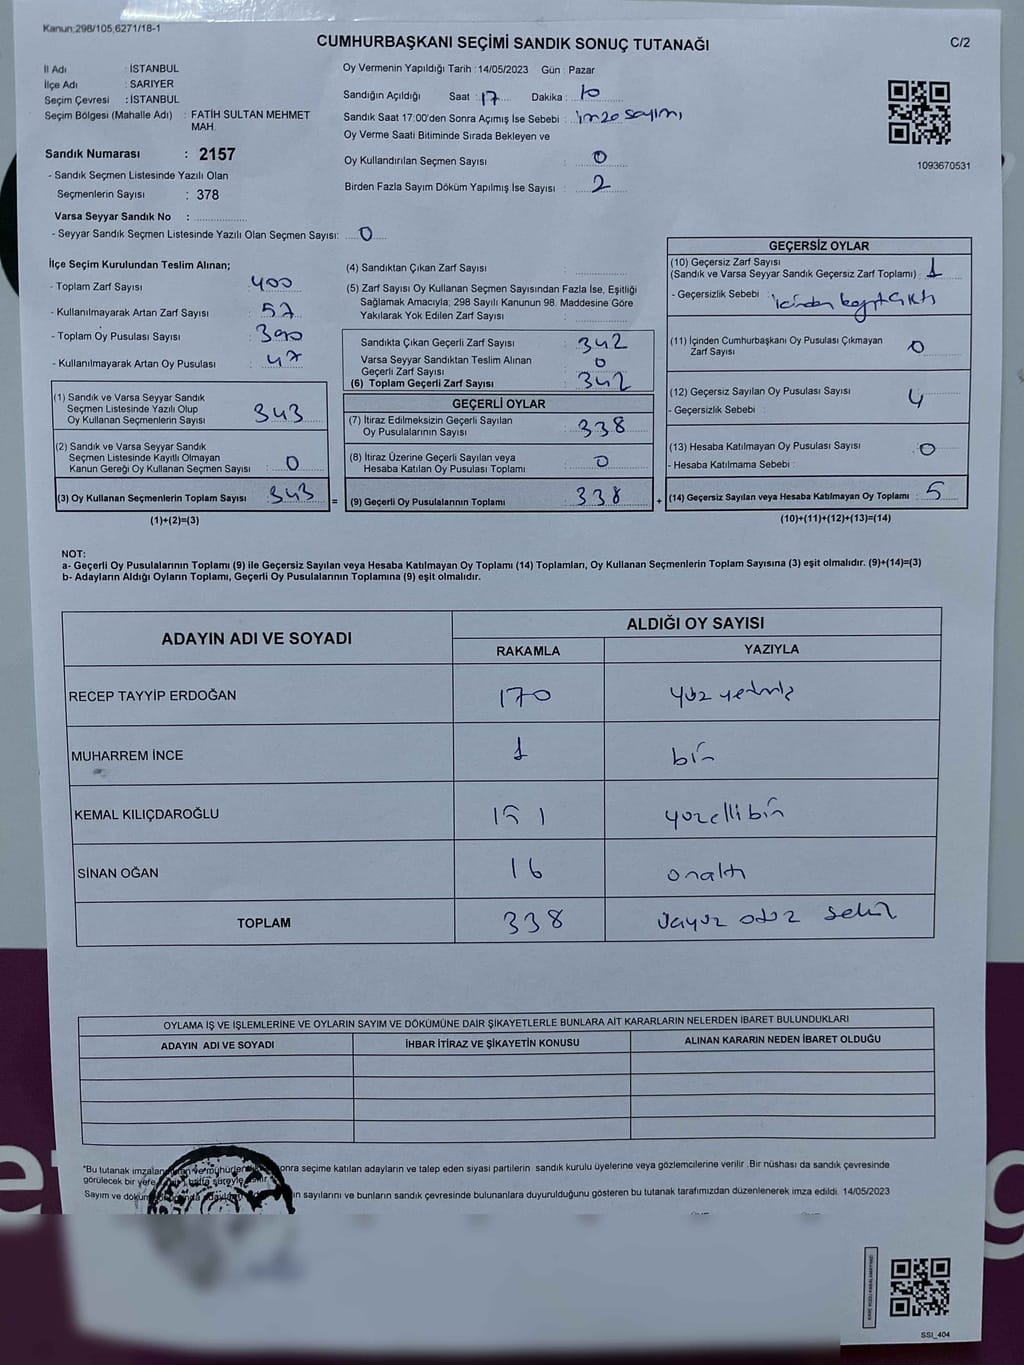 Kanun:298/105,6271/18-1
CUMHURBAŞKANI SEÇİMİ SANDIK SONUÇ TUTANAĞI
C/2
İl Adı : İSTANBUL
İlçe Adı : SARIYER
Seçim Çevresi : İSTANBUL
Seçim Bölgesi (Mahalle Adı) : FATİH SULTAN MEHMET
MAH.
Sandık Numarası : 2157
- Sandık Seçmen Listesinde Yazılı Olan
Seçmenlerin Sayısı : 378
Varsa Seyyar Sandık No : 
- Seyyar Sandık Seçmen Listesinde Yazılı Olan Seçmen Sayısı: 0
Oy Vermenin Yapıldığı Tarih :14/05/2023 Gün : Pazar
Sandığın Açıldığı Saat : 17 Dakika : 10
Sandık Saat 17:00'den Sonra Açımış İse Sebebi : imza sayımı
Oy Verme Saati Bitiminde Sırada Bekleyen ve
Oy Kullandırılan Seçmen Sayısı : 0
Birden Fazla Sayım Döküm Yapılmış İse Sayısı : 2
1093670531
İlçe Seçim Kurulundan Teslim Alınan;
- Toplam Zarf Sayısı : 400
- Kullanılmayarak Artan Zarf Sayısı : 57
- Toplam Oy Pusulası Sayısı : 390
- Kullanılmayarak Artan Oy Pusulası : 47
(1) Sandık ve Varsa Seyyar Sandık
Seçmen Listesinde Yazılı Olup
Oy Kullanan Seçmenlerin Sayısı 343
(2) Sandık ve Varsa Seyyar Sandık
Seçmen Listesinde Kayıtlı Olmayan
Kanun Gereği Oy Kullanan Seçmen Sayısı : 0
(3) Oy Kullanan Seçmenlerin Toplam Sayısı : 343
(1)+(2)=(3)
(4) Sandıktan Çıkan Zarf Sayısı :
(5) Zarf Sayısı Oy Kullanan Seçmen Sayısından Fazla İse, Eşitliği
Sağlamak Amacıyla; 298 Sayılı Kanunun 98. Maddesine Göre
Yakılarak Yok Edilen Zarf Sayısı :
Sandıkta Çıkan Geçerli Zarf Sayısı : 342
Varsa Seyyar Sandıktan Teslim Alınan
Geçerli Zarf Sayısı : 0
(6) Toplam Geçerli Zarf Sayısı : 342
GEÇERLİ OYLAR
(7) İtiraz Edilmeksizin Geçerli Sayılan
Oy Pusulalarının Sayısı : 338
(8) İtiraz Üzerine Geçerli Sayılan veya
Hesaba Katılan Oy Pusulası Toplamı : 0
= (9) Geçerli Oy Pusulalarının Toplamı : 338
GEÇERSİZ OYLAR
(10) Geçersiz Zarf Sayısı
(Sandık ve Varsa Seyyar Sandık Geçersiz Zarf Toplamı) : 1
- Geçersizlik Sebebi : içinden kağıt çıktı
(11) İçinden Cumhurbaşkanı Oy Pusulası Çıkmayan
Zarf Sayısı : 0
(12) Geçersiz Sayılan Oy Pusulası Sayısı : 4
- Geçersizlik Sebebi :
(13) Hesaba Katılmayan Oy Pusulası Sayısı : 0
- Hesaba Katılmama Sebebi :
+ (14) Geçersiz Sayılan veya Hesaba Katılmayan Oy Toplamı : 5
(10)+(11)+(12)+(13)=(14)
NOT:
a- Geçerli Oy Pusulalarının Toplamı (9) ile Geçersiz Sayılan veya Hesaba Katılmayan Oy Toplamı (14) Toplamları, Oy Kullanan Seçmenlerin Toplam Sayısına (3) eşit olmalıdır. (9)+(14)=(3)
b- Adayların Aldığı Oyların Toplamı, Geçerli Oy Pusulalarının Toplamına (9) eşit olmalıdır.
ADAYIN ADI VE SOYADI
ALDIĞI OY SAYISI
RAKAMLA YAZIYLA
RECEP TAYYİP ERDOĞAN 170 yüz yetmiş
MUHARREM İNCE 1 bir
KEMAL KILIÇDAROĞLU 151 yüzellibir
SİNAN OĞAN 16 onaltı
TOPLAM 338 üçyüz otuz sekiz
OYLAMA İŞ VE İŞLEMLERİNE VE OYLARIN SAYIM VE DÖKÜMÜNE DAİR ŞİKAYETLERLE BUNLARA AİT KARARLARIN NELERDEN İBARET BULUNDUKLARI
ADAYIN ADI VE SOYADI İHBAR İTİRAZ VE ŞİKAYETİN KONUSU ALINAN KARARIN NEDEN İBARET OLDUĞU
*Bu tutanak imzalan onra seçime katılan adayların ve talep eden siyasi partilerin sandık kurulu üyelerine veya gözlemcilerine verilir .Bir nüshası da sandık çevresinde
görülecek bir yere
Sayım ve döküm ın sayılarını ve bunların sandık çevresinde bulunanlara duyurulduğunu gösteren bu tutanak tarafımızdan düzenlenerek imza edildi. 14/05/2023
SSI_404